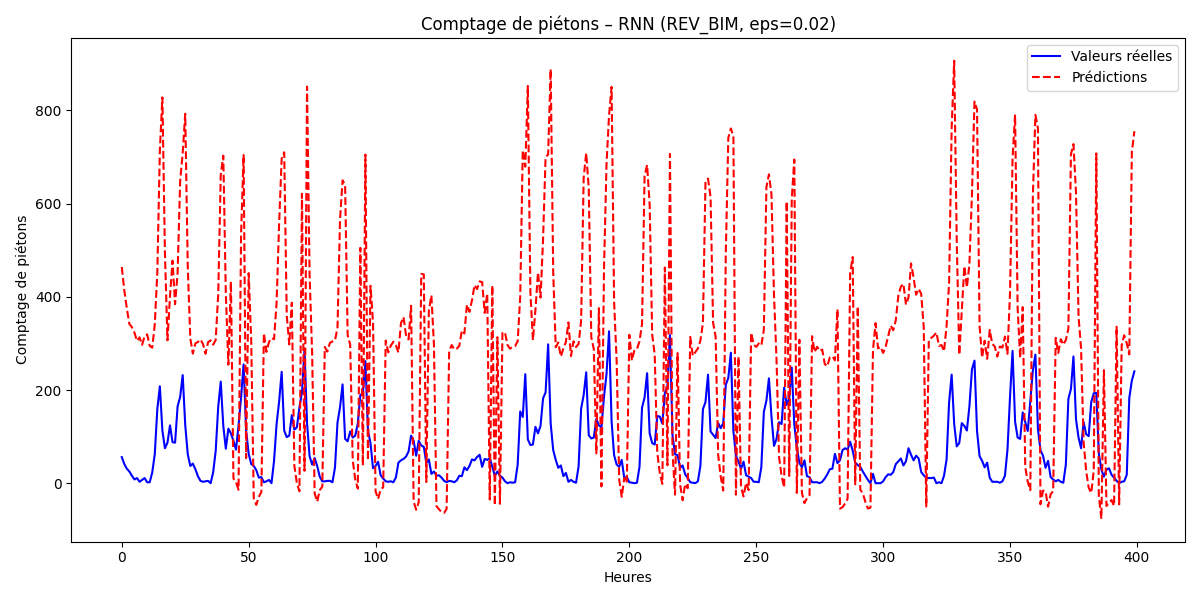 Comptage de piétons – RNN (REV_BIM, eps=0.02)
Valeurs réelles
Prédictions
Comptage de piétons
800
600
400
200
0
0 50 100 150 200 250 300 350 400
Heures